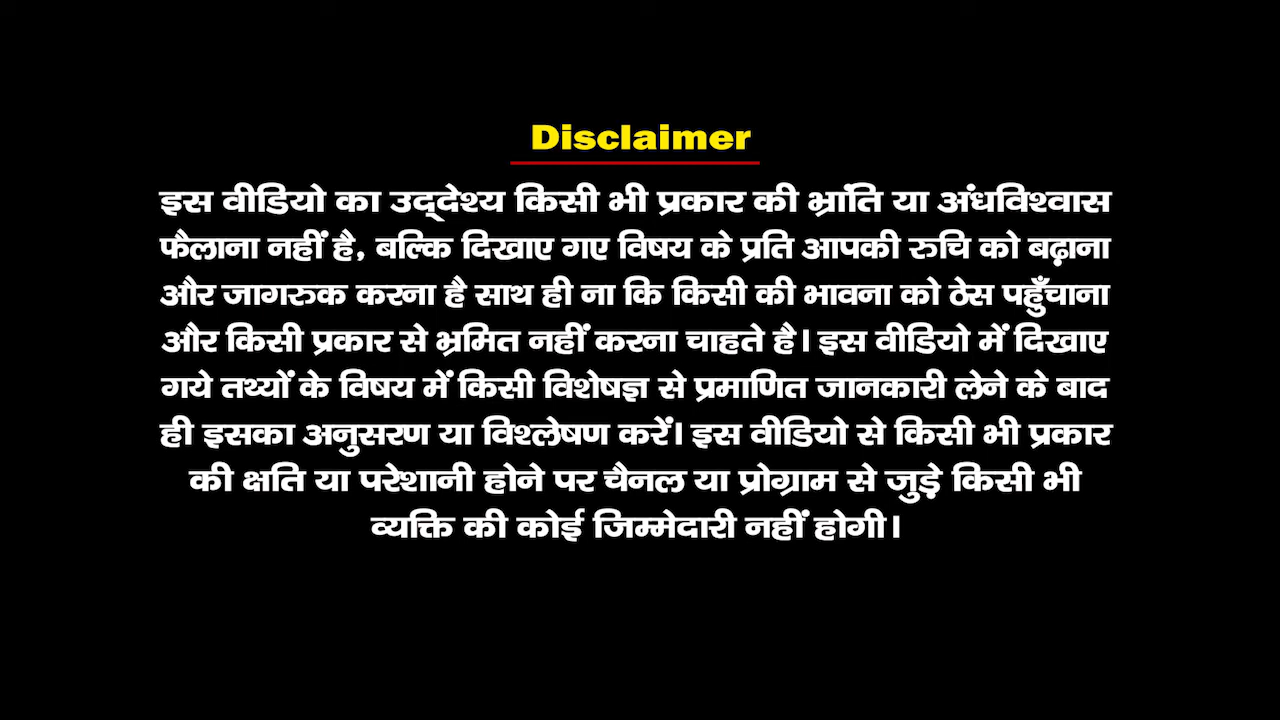 Disclaimer
इस वीडियो का उद्देश्य किसी भी प्रकार की भ्रांति या अंधविश्वास
फैलाना नहीं है, बल्कि दिखाए गए विषय के प्रति आपकी रुचि को बढ़ाना
और जागरुक करना है साथ ही ना कि किसी की भावना को ठेस पहुँचाना
और किसी प्रकार से भ्रमित नहीं करना चाहते है। इस वीडियो में दिखाए
गये तथ्यों के विषय में किसी विशेषज्ञ से प्रमाणित जानकारी लेने के बाद
ही इसका अनुसरण या विश्लेषण करें। इस वीडियो से किसी भी प्रकार
की क्षति या परेशानी होने पर चैनल या प्रोग्राम से जुड़े किसी भी
व्यक्ति की कोई जिम्मेदारी नहीं होगी।